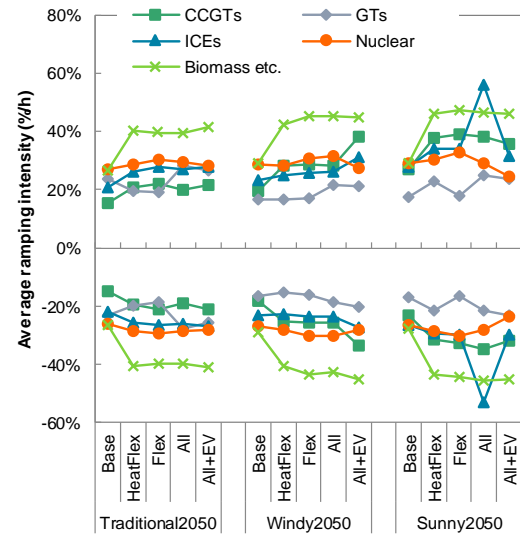 CCGTs GTs
ICEs Nuclear
Biomass etc.
Average ramping intensity (%/h)
80%
60%
40%
20%
0%
-20%
-40%
-60%
Base HeatFlex Flex All All+EV Base HeatFlex Flex All All+EV Base HeatFlex Flex All All+EV
Traditional2050 Windy2050 Sunny2050